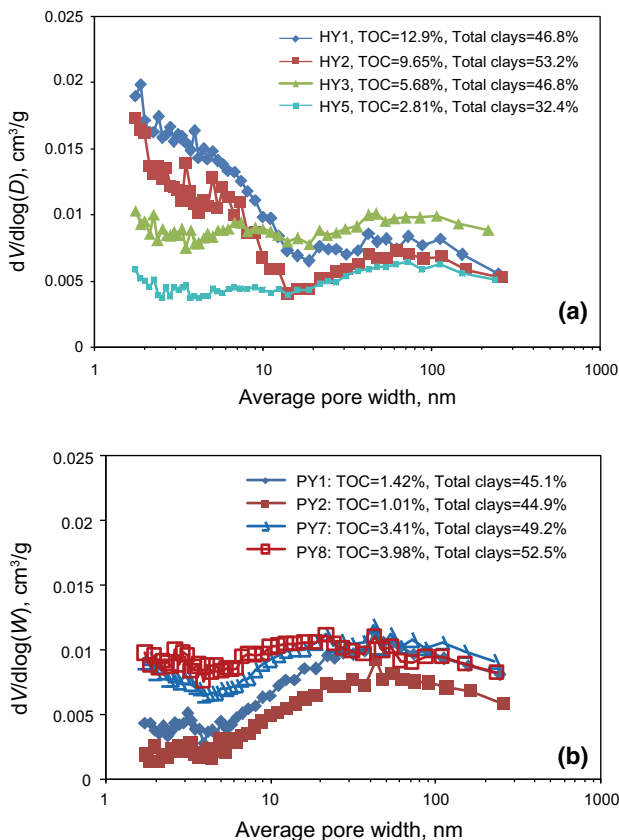 HY1, TOC=12.9%, Total clays=46.8%
HY2, TOC=9.65%, Total clays=53.2%
HY3, TOC=5.68%, Total clays=46.8%
HY5, TOC=2.81%, Total clays=32.4%
0.025
0.02
0.015
0.01
0.005
0
dV/dlog(D), cm³/g
1
10
100
1000
Average pore width, nm
(a)
PY1: TOC=1.42%, Total clays=45.1%
PY2: TOC=1.01%, Total clays=44.9%
PY7: TOC=3.41%, Total clays=49.2%
PY8: TOC=3.98%, Total clays=52.5%
0.025
0.02
0.015
0.01
0.005
0
dV/dlog(W), cm³/g
1
10
100
1000
Average pore width, nm
(b)